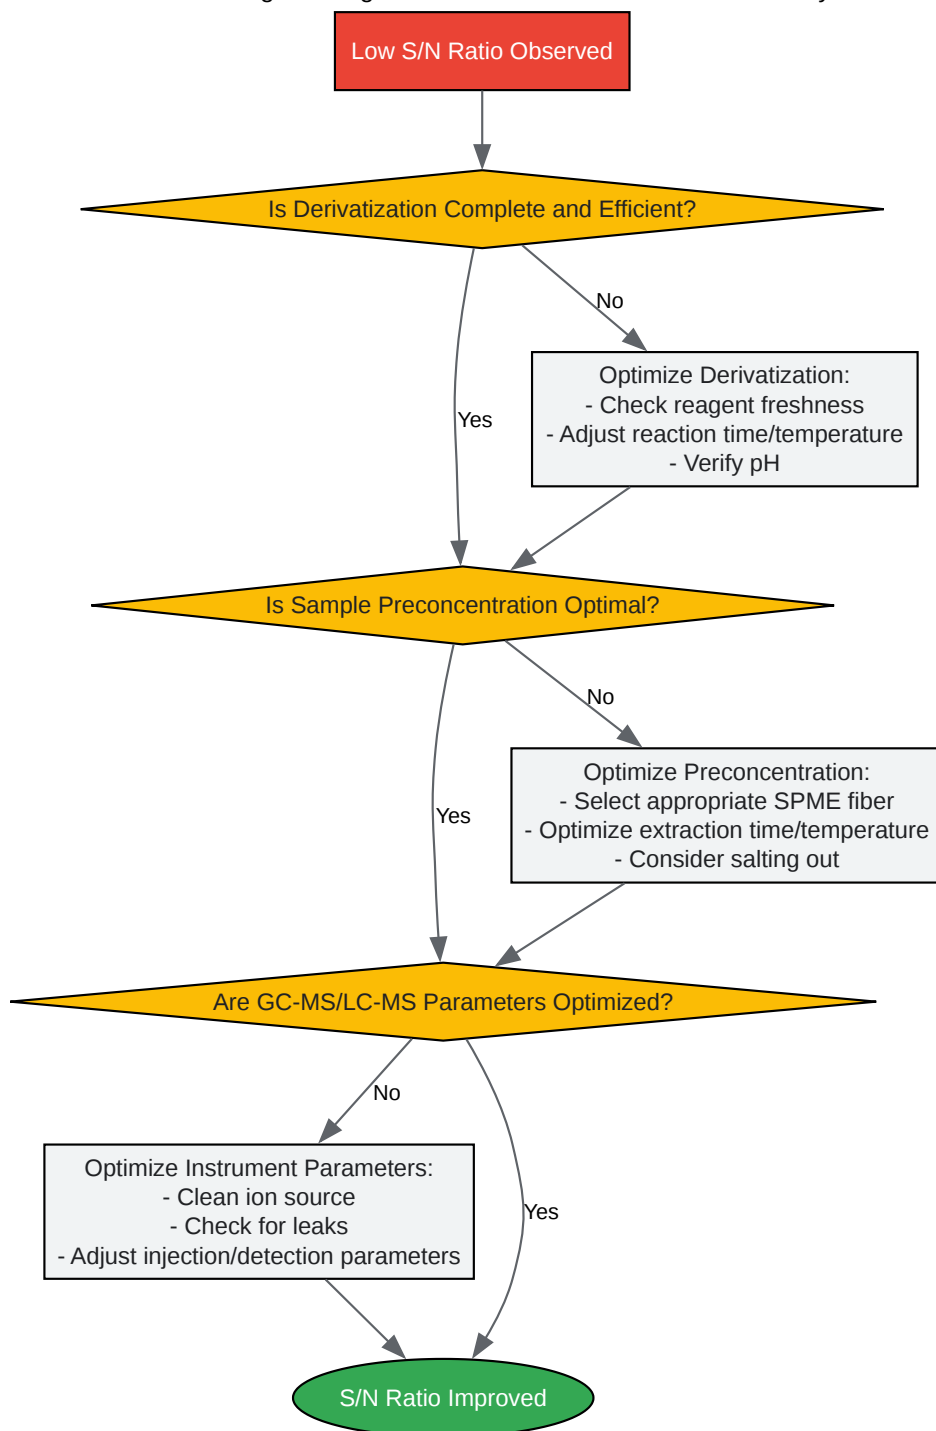 Low S/N Ratio Observed
Is Derivatization Complete and Efficient?
No
Optimize Derivatization:
- Check reagent freshness
- Adjust reaction time/temperature
- Verify pH
Yes
Is Sample Preconcentration Optimal?
No
Optimize Preconcentration:
- Select appropriate SPME fiber
- Optimize extraction time/temperature
- Consider salting out
Yes
Are GC-MS/LC-MS Parameters Optimized?
No
Optimize Instrument Parameters:
- Clean ion source
- Check for leaks
- Adjust injection/detection parameters
Yes
S/N Ratio Improved